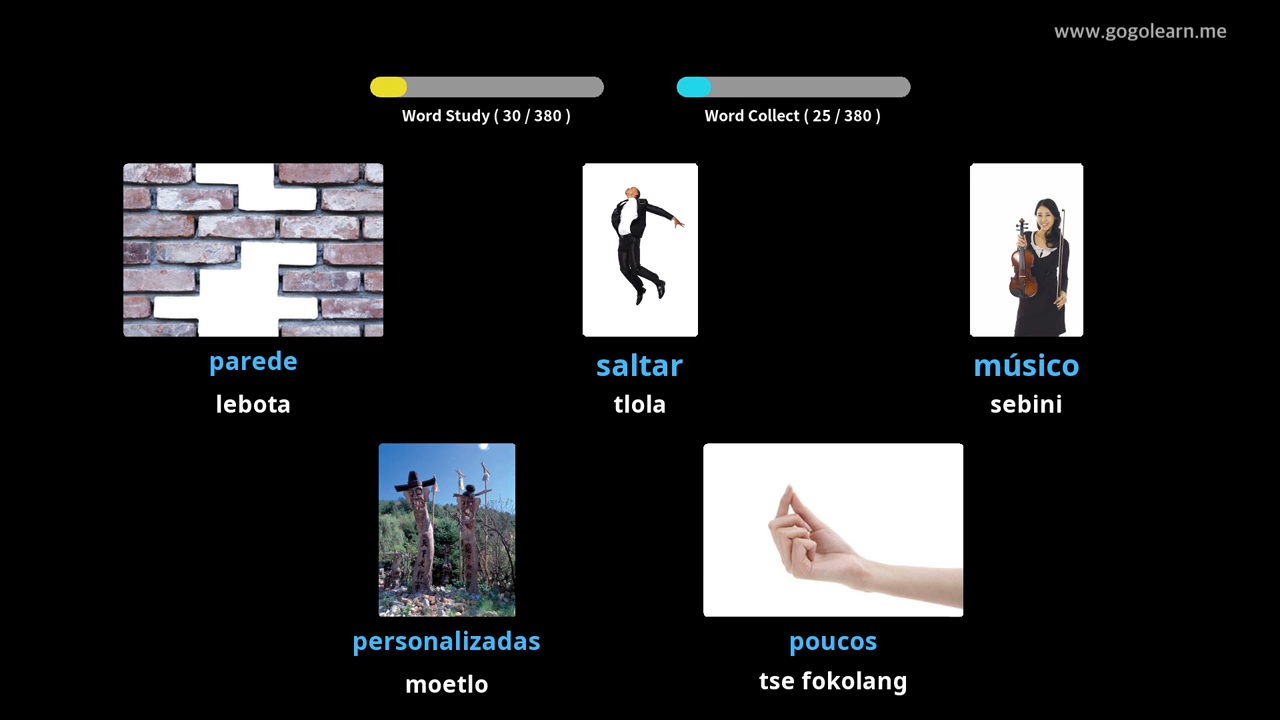 www.gogolearn.me
Word Study ( 30 / 380 )
Word Collect ( 25 / 380 )
parede
lebota
saltar
tlola
músico
sebini
personalizadas
moetlo
poucos
tse fokolang